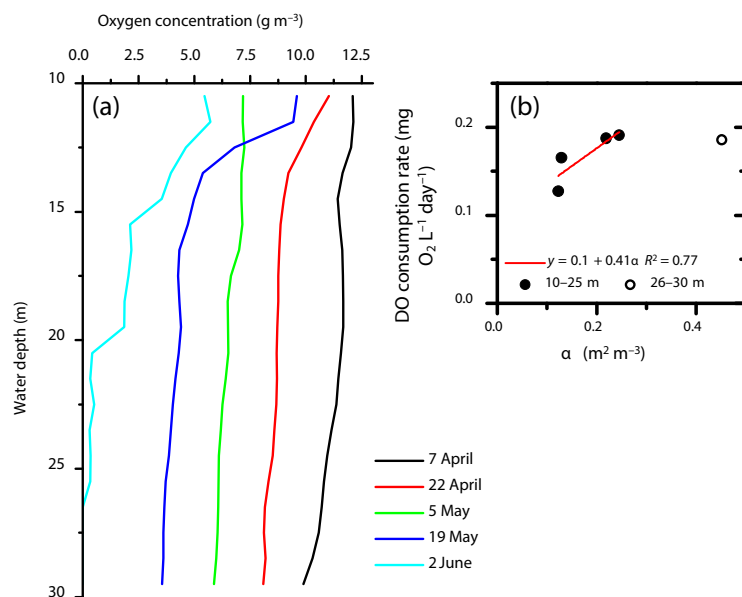 Oxygen concentration (g m⁻³)
0.0 2.5 5.0 7.5 10.0 12.5
(a)
Water depth (m)
10
15
20
25
30
7 April
22 April
5 May
19 May
2 June
(b)
DO consumption rate (mg
O₂ L⁻¹ day⁻¹)
0.2
0.1
0.0
y = 0.1 + 0.41α R² = 0.77
10–25 m 26–30 m
0.0 0.2 0.4
α (m² m⁻³)